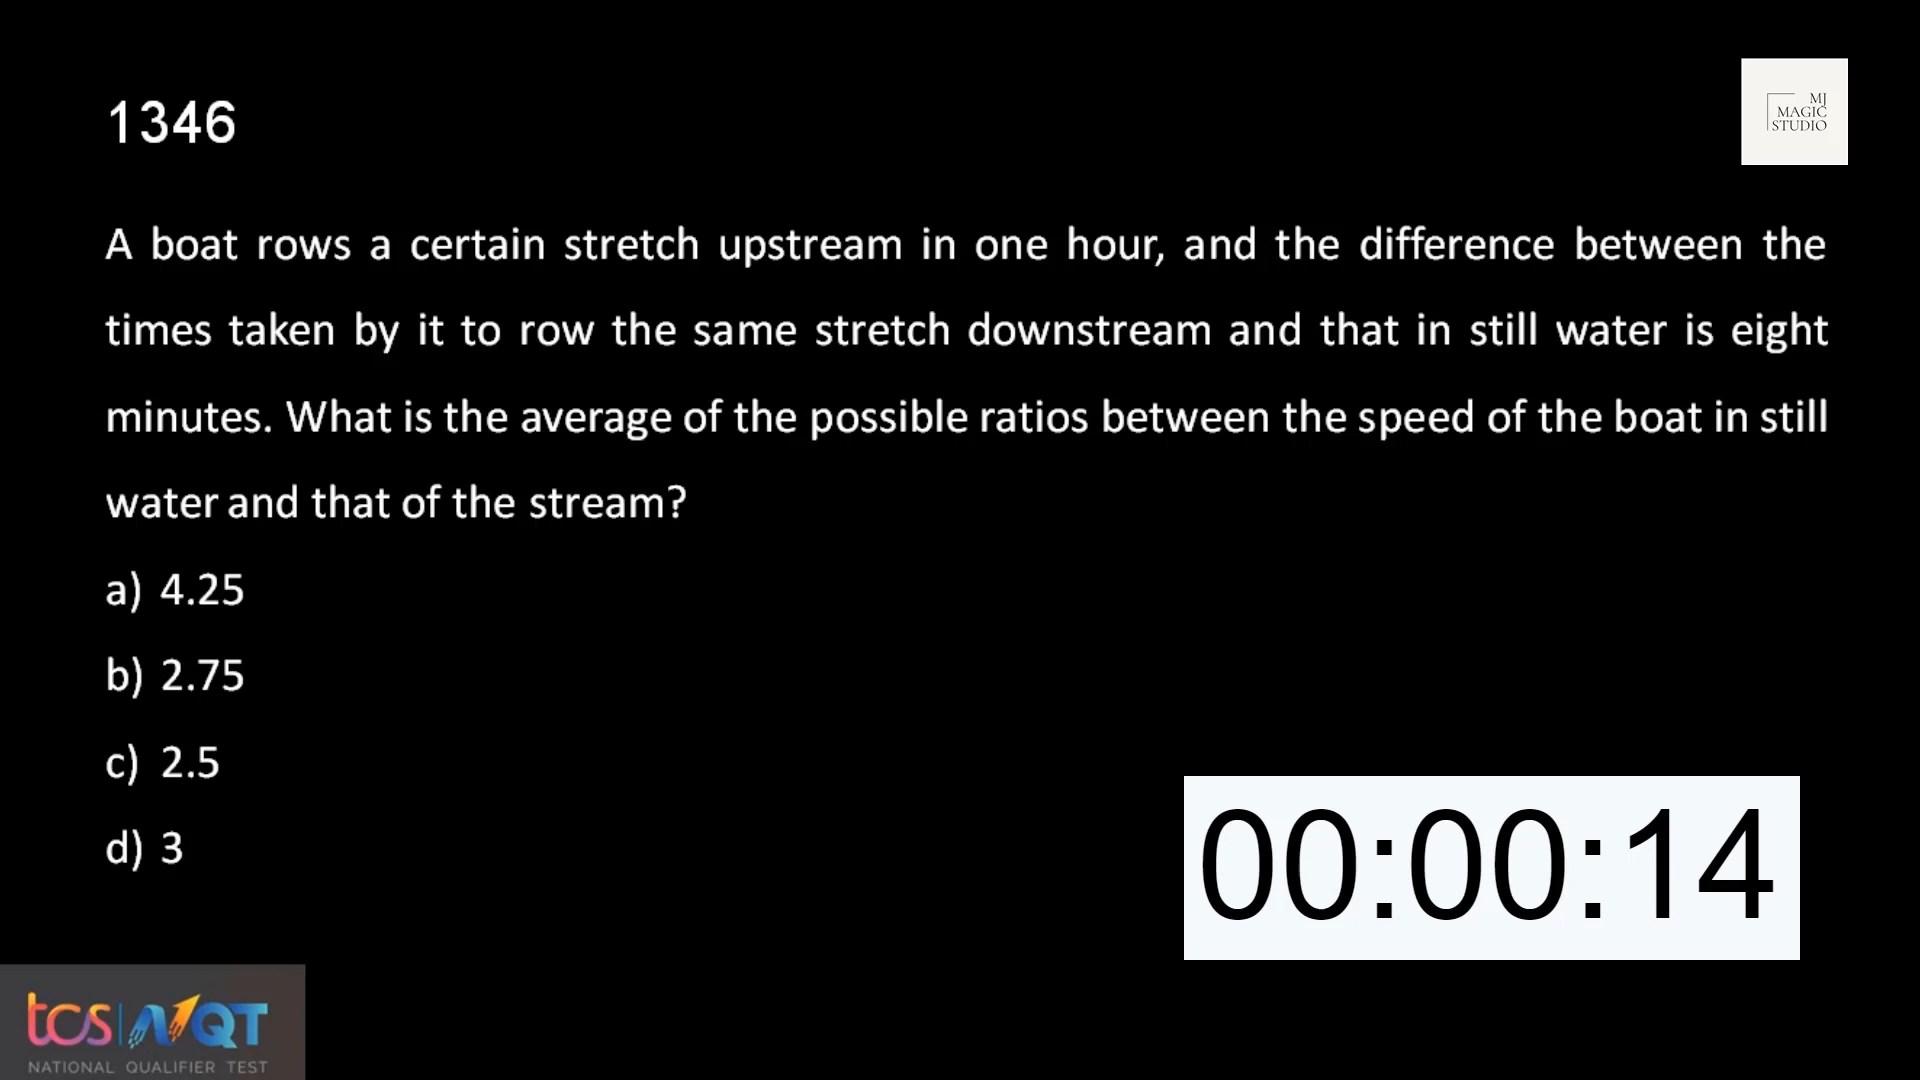 1346
MJ
MAGIC
STUDIO
A boat rows a certain stretch upstream in one hour, and the difference between the
times taken by it to row the same stretch downstream and that in still water is eight
minutes. What is the average of the possible ratios between the speed of the boat in still
water and that of the stream?
a) 4.25
b) 2.75
c) 2.5
d) 3
00:00:14
tcs NQT
NATIONAL QUALIFIER TEST